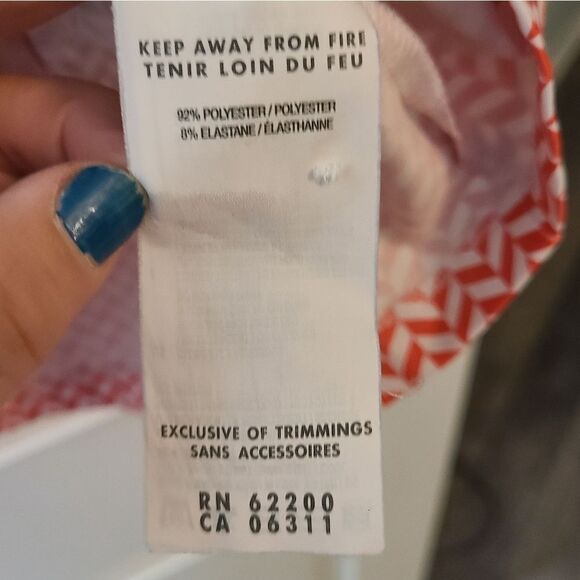 KEEP AWAY FROM FIRE
TENIR LOIN DU FEU
92% POLYESTER / POLYESTER
8% ELASTANE / ÉLASTHANNE
EXCLUSIVE OF TRIMMINGS
SANS ACCESSOIRES
RN 62200
CA 06311